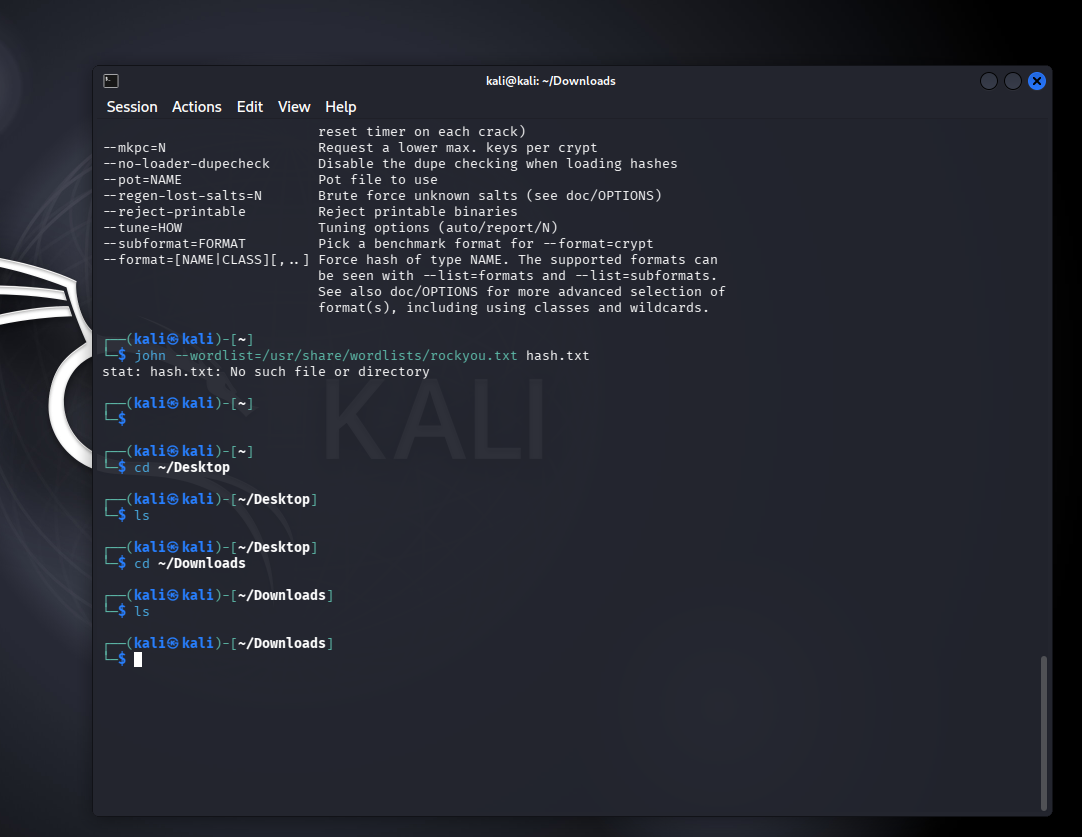 kali@kali: ~/Downloads
Session Actions Edit View Help
reset timer on each crack)
--mkpc=N Request a lower max. keys per crypt
--no-loader-dupecheck Disable the dupe checking when loading hashes
--pot=NAME Pot file to use
--regen-lost-salts=N Brute force unknown salts (see doc/OPTIONS)
--reject-printable Reject printable binaries
--tune=HOW Tuning options (auto/report/N)
--subformat=FORMAT Pick a benchmark format for --format=crypt
--format=[NAME|CLASS][,..] Force hash of type NAME. The supported formats can
be seen with --list=formats and --list=subformats.
See also doc/OPTIONS for more advanced selection of
format(s), including using classes and wildcards.
┌──(kali㉿kali)-[~]
└─$ john --wordlist=/usr/share/wordlists/rockyou.txt hash.txt
stat: hash.txt: No such file or directory
┌──(kali㉿kali)-[~]
└─$
┌──(kali㉿kali)-[~]
└─$ cd ~/Desktop
┌──(kali㉿kali)-[~/Desktop]
└─$ ls
┌──(kali㉿kali)-[~/Desktop]
└─$ cd ~/Downloads
┌──(kali㉿kali)-[~/Downloads]
└─$ ls
┌──(kali㉿kali)-[~/Downloads]
└─$
KALI